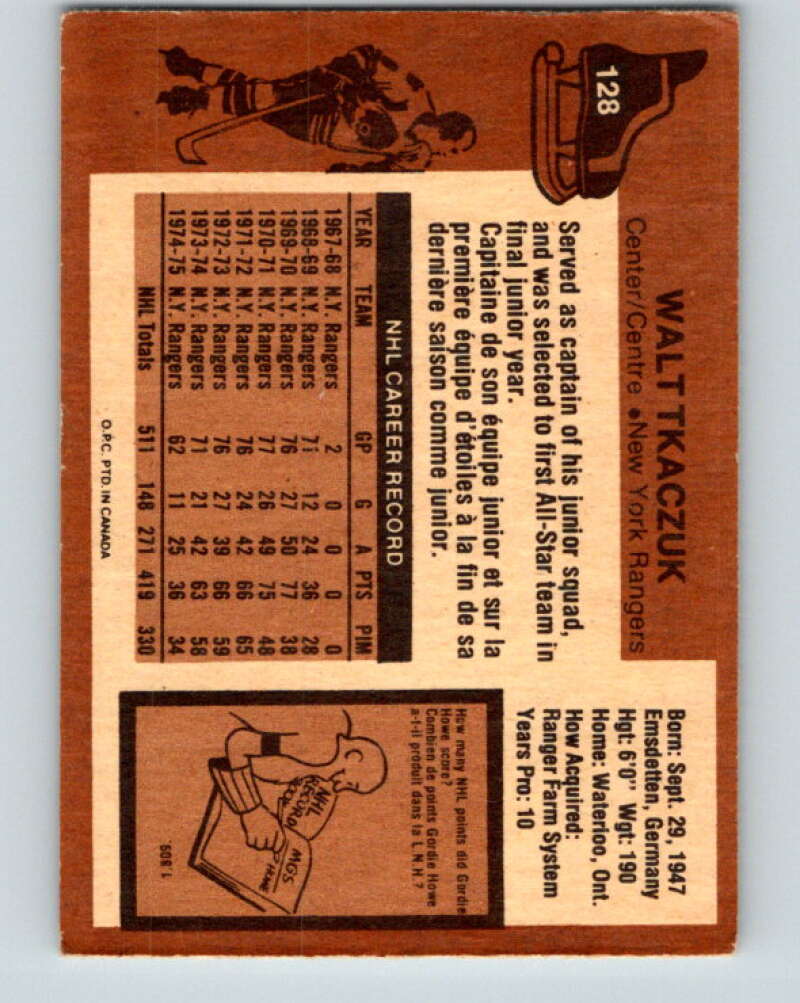 128
WALT TKACZUK
Center/Centre • New York Rangers
Served as captain of his junior squad,
and was selected to first All-Star team in
final junior year.
Capitaine de son équipe junior et sur la
première équipe d'étoiles à la fin de sa
dernière saison comme junior.
NHL CAREER RECORD
YEAR TEAM GP G A PTS PIM
1967-68 N.Y. Rangers 2 0 0 0 0
1968-69 N.Y. Rangers 71 12 24 36 28
1969-70 N.Y. Rangers 76 27 50 77 38
1970-71 N.Y. Rangers 77 26 49 75 48
1971-72 N.Y. Rangers 76 24 42 66 65
1972-73 N.Y. Rangers 76 27 39 66 59
1973-74 N.Y. Rangers 71 21 42 63 58
1974-75 N.Y. Rangers 62 11 25 36 34
NHL Totals 511 148 271 419 330
O.P.C. PTD. IN CANADA
Born: Sept. 29, 1947
Emsdetten, Germany
Hgt: 6'0" Wgt: 190
Home: Waterloo, Ont.
How Acquired:
Ranger Farm System
Years Pro: 10
How many NHL points did Gordie
Howe score?
Combien de points Gordie Howe
a-t-il produit dans la L.N.H.?
NHL
RECORD
BOOK
MGS
HOWE
1,809.